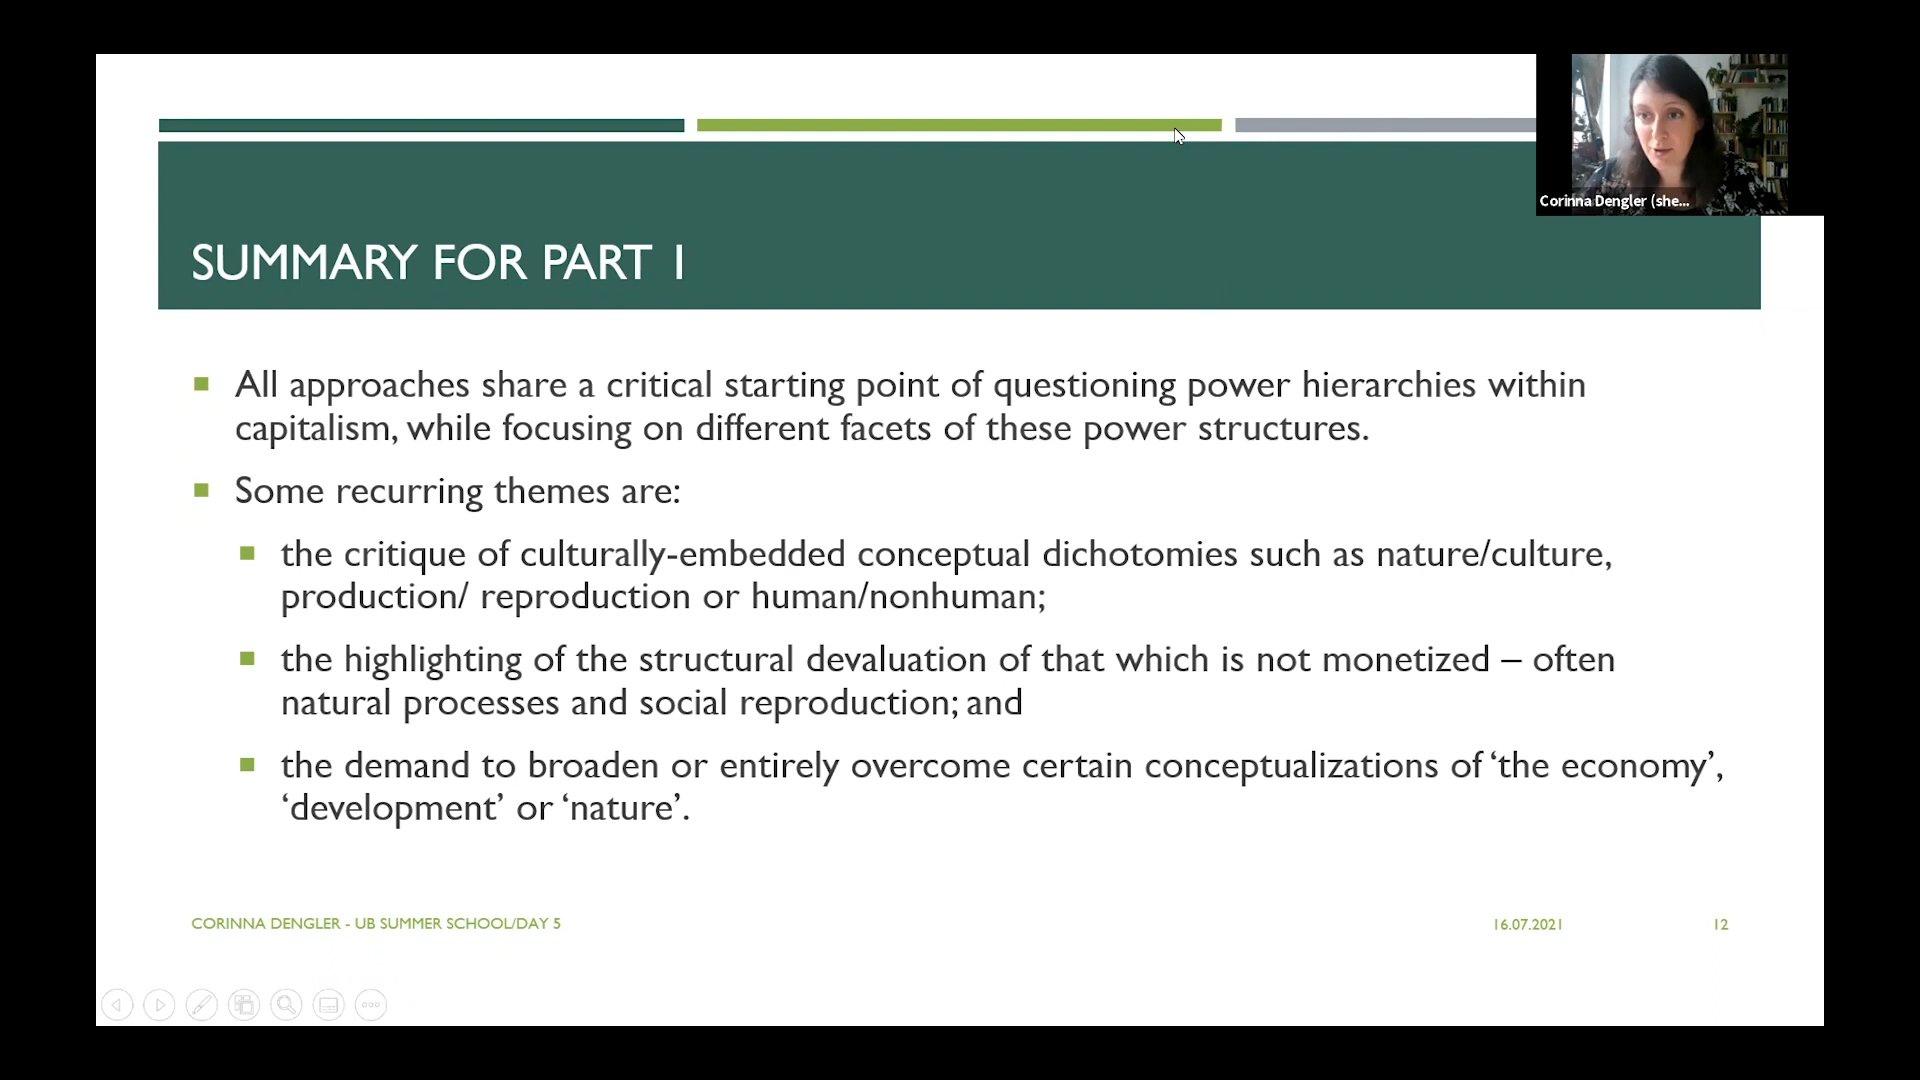 Corinna Dengler (she...
SUMMARY FOR PART 1
All approaches share a critical starting point of questioning power hierarchies within
capitalism, while focusing on different facets of these power structures.
Some recurring themes are:
the critique of culturally-embedded conceptual dichotomies such as nature/culture,
production/ reproduction or human/nonhuman;
the highlighting of the structural devaluation of that which is not monetized – often
natural processes and social reproduction; and
the demand to broaden or entirely overcome certain conceptualizations of ‘the economy’,
‘development’ or ‘nature’.
CORINNA DENGLER - UB SUMMER SCHOOL/DAY 5
16.07.2021
12